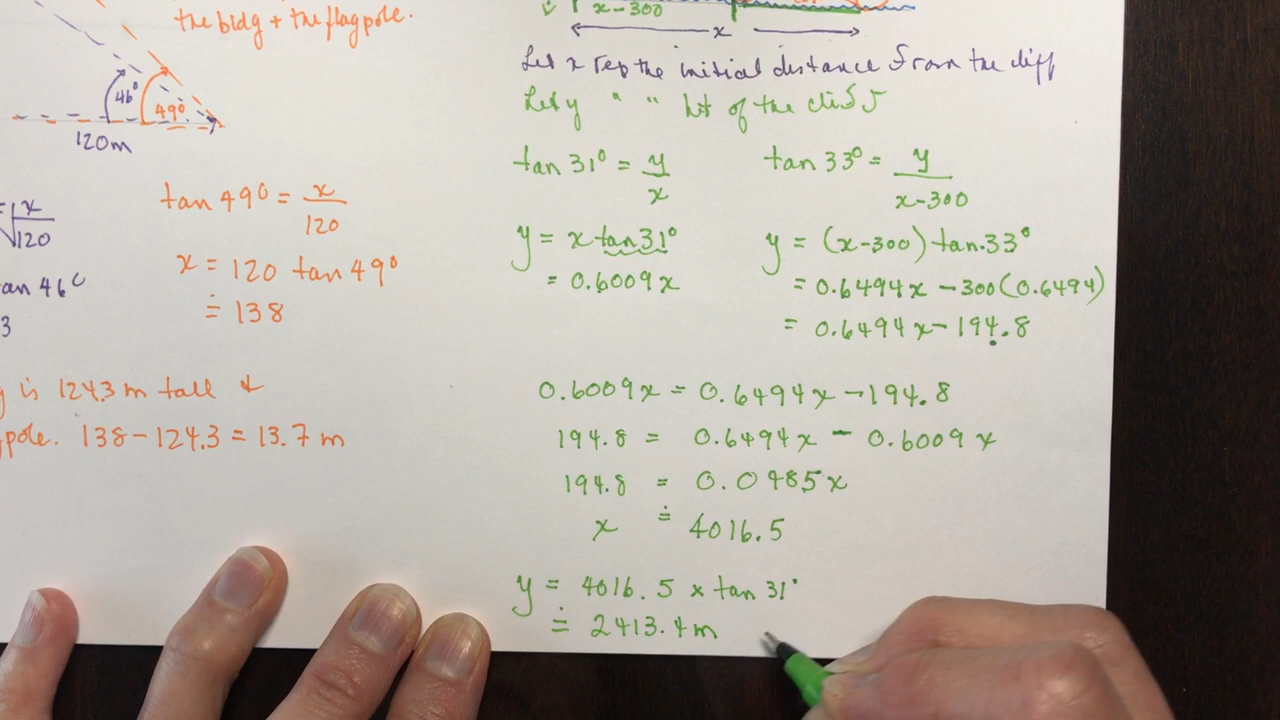 the bldg + the flagpole.
46°
49°
120m
x
120
tan 49° = x
120
an 46°
x = 120 tan 49°
3
≐ 138
is 124.3 m tall &
pole. 138 - 124.3 = 13.7 m
x-300
x
Let x rep the initial distance from the cliff
Let y " " ht of the cliff
tan 31° = y
x
tan 33° = y
x-300
y = x tan 31°
= 0.6009x
y = (x-300) tan 33°
= 0.6494x - 300(0.6494)
= 0.6494x - 194.8
0.6009x = 0.6494x - 194.8
194.8 = 0.6494x - 0.6009x
194.8 = 0.0485x
x ≐ 4016.5
y = 4016.5 x tan 31°
≐ 2413.4m